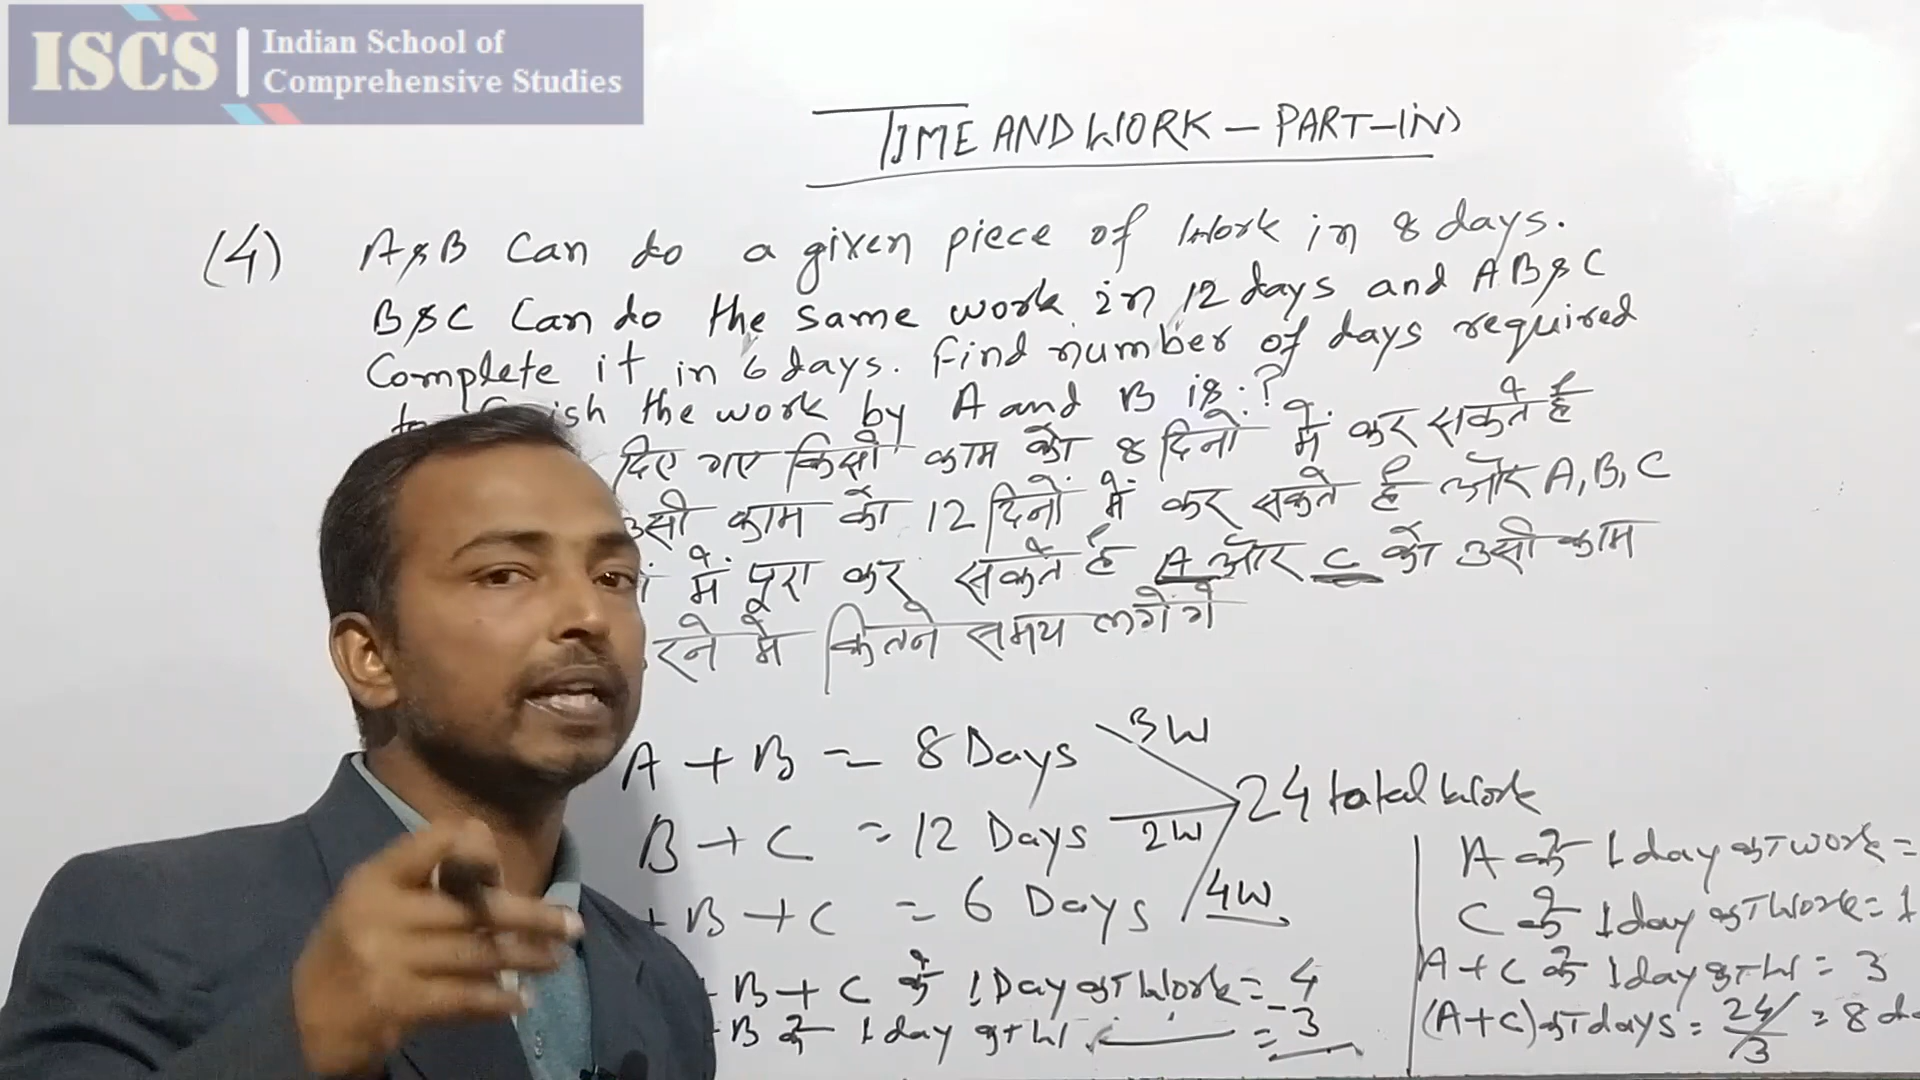 ISCS Indian School of
Comprehensive Studies
TIME AND WORK – PART-IV
(4) A & B Can do a given piece of Work in 8 days.
B & C Can do the same work in 12 days and A B & C
Complete it in 6 days. Find number of days required
to ish the work by A and B is.?
दिए गए किसी काम को 8 दिनों में कर सकते है
उसी काम को 12 दिनों में कर सकते है और A, B, C
में पूरा कर सकते है A और C को उसी काम
रने में कितने समय लगेंगे
A + B = 8 Days 3W
24 total Work
B + C = 12 Days 2W
+ B + C = 6 Days 4W
+ B + C के 1 Day का Work = 4
+ B के 1 day का W = -3
A के 1 day का work =
C के 1 day का Work = 1
A + C के 1 day का W = 3
(A+C) का days = 24/3 = 8 da